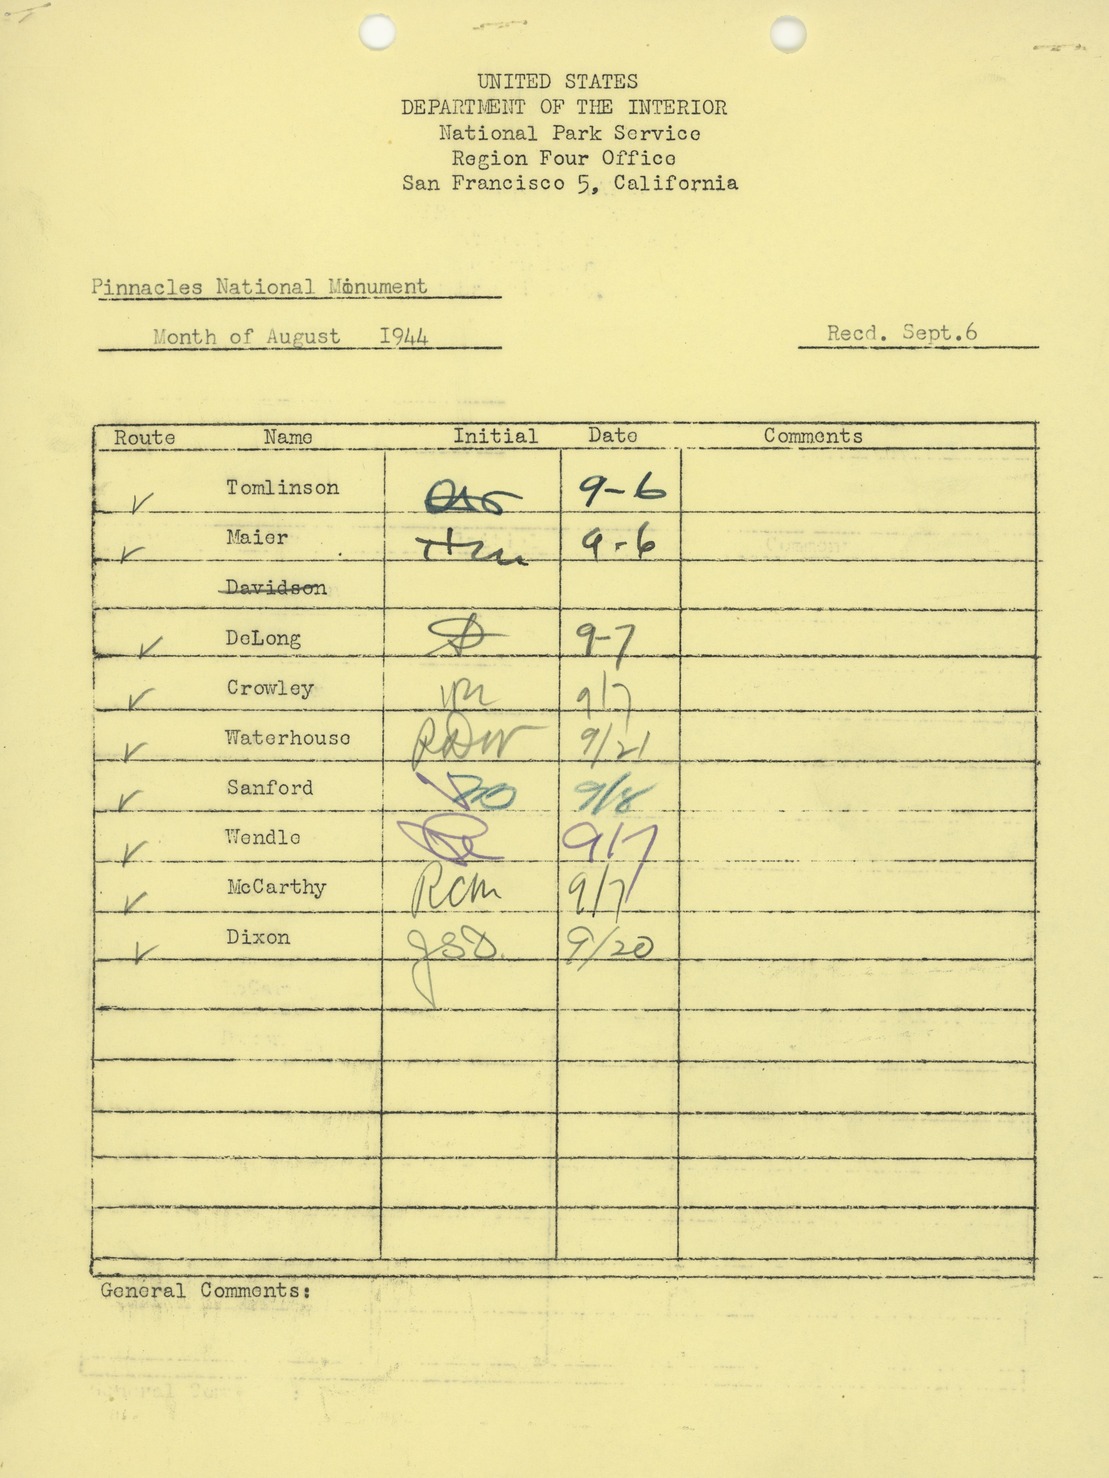 UNITED STATES
DEPARTMENT OF THE INTERIOR
National Park Service
Region Four Office
San Francisco 5, California
Pinnacles National Monument
Month of August 1944 Recd. Sept.6
Route Name Initial Date Comments
✓ Tomlinson 9-6
✓ Maier 9-6
Davidson
✓ DeLong 9-7
✓ Crowley 9/7
✓ Waterhouse RDW 9/21
✓ Sanford 9/8
✓ Wendle 9/7
✓ McCarthy RCM 9/7
✓ Dixon JSD. 9/20
General Comments: